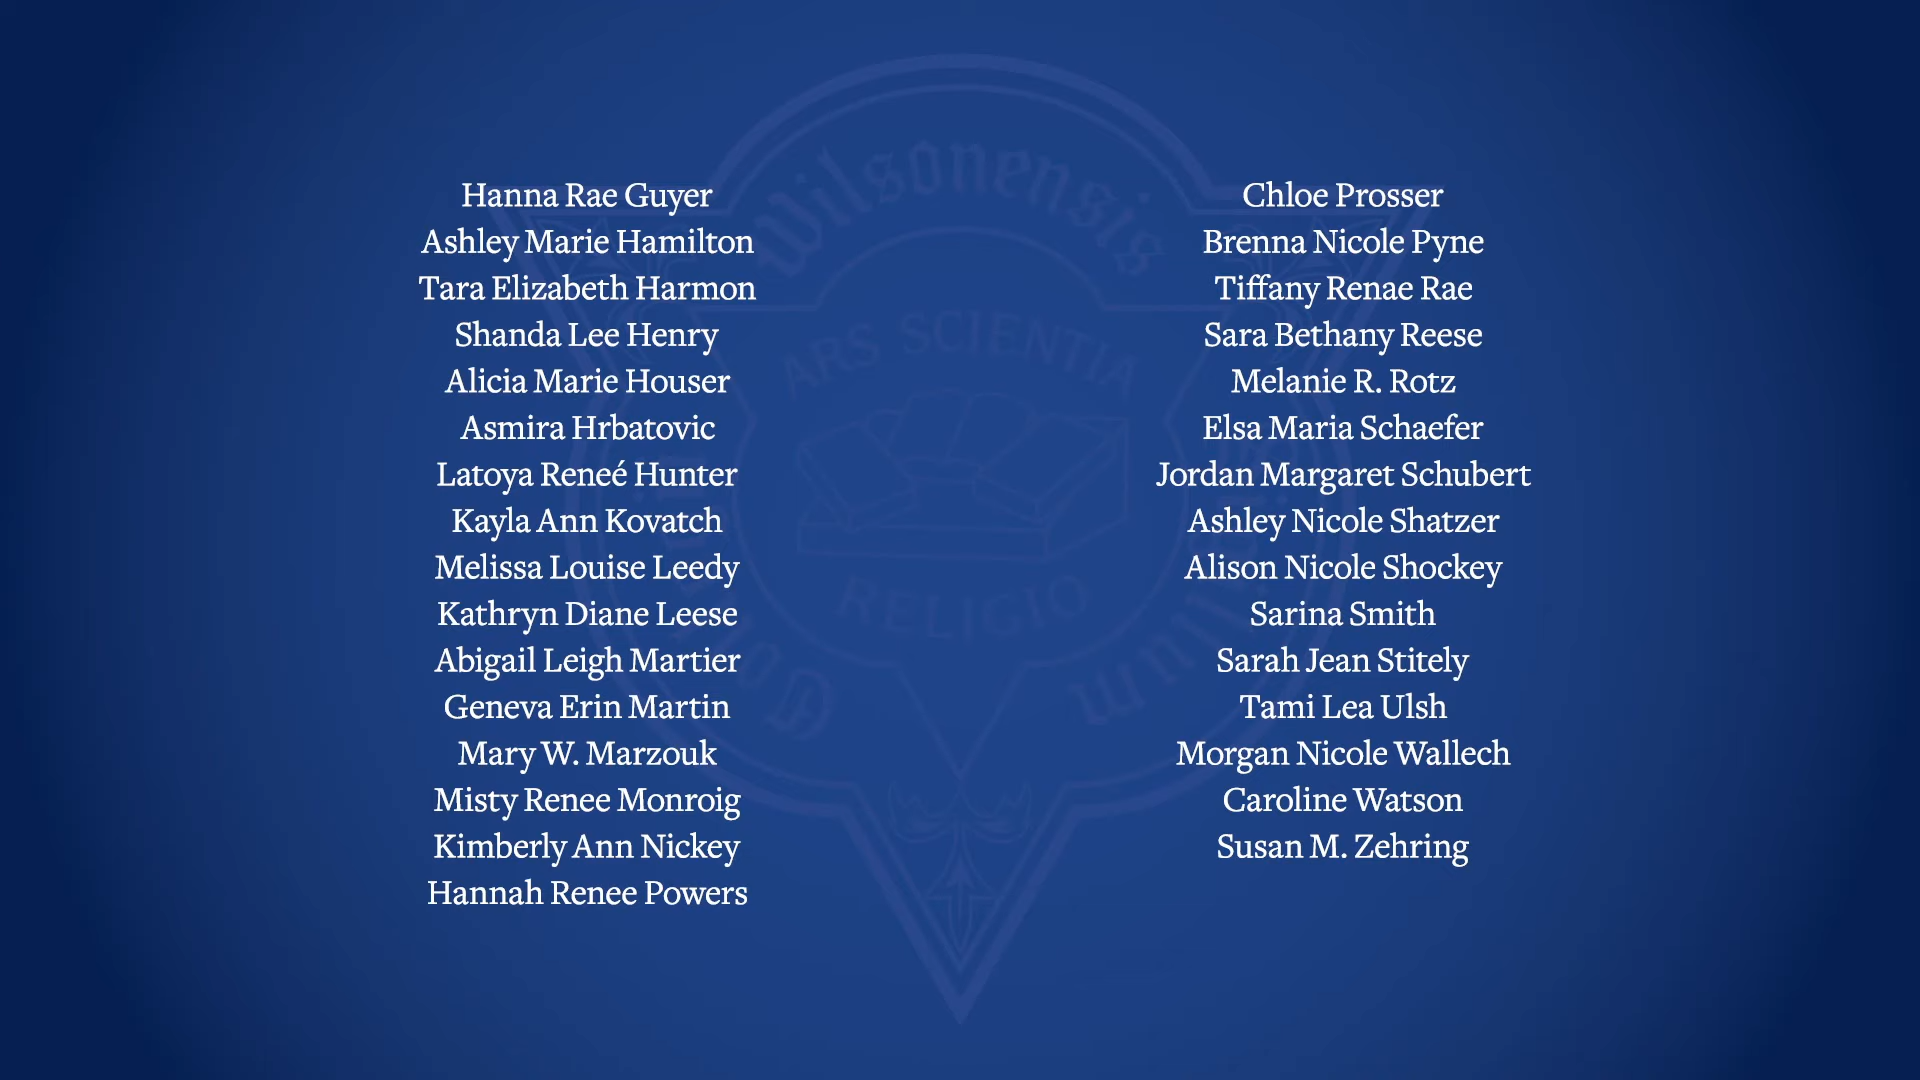 Wilsonensis
ARS SCIENTIA
RELIGIO
Hanna Rae Guyer
Ashley Marie Hamilton
Tara Elizabeth Harmon
Shanda Lee Henry
Alicia Marie Houser
Asmira Hrbatovic
Latoya Reneé Hunter
Kayla Ann Kovatch
Melissa Louise Leedy
Kathryn Diane Leese
Abigail Leigh Martier
Geneva Erin Martin
Mary W. Marzouk
Misty Renee Monroig
Kimberly Ann Nickey
Hannah Renee Powers
Chloe Prosser
Brenna Nicole Pyne
Tiffany Renae Rae
Sara Bethany Reese
Melanie R. Rotz
Elsa Maria Schaefer
Jordan Margaret Schubert
Ashley Nicole Shatzer
Alison Nicole Shockey
Sarina Smith
Sarah Jean Stitely
Tami Lea Ulsh
Morgan Nicole Wallech
Caroline Watson
Susan M. Zehring